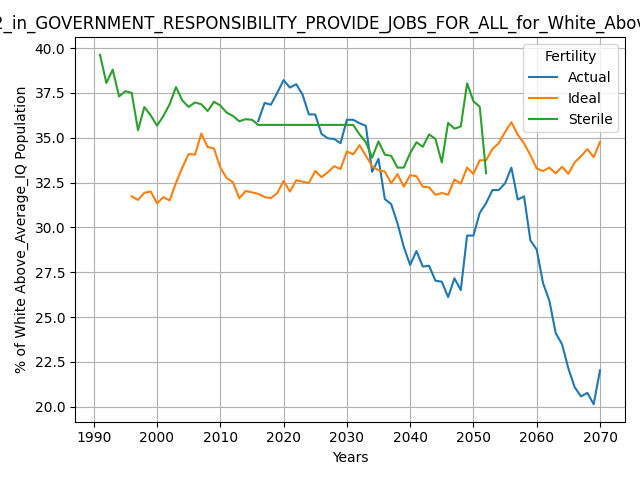 2_in_GOVERNMENT_RESPONSIBILITY_PROVIDE_JOBS_FOR_ALL_for_White_Abov
40.0
37.5
35.0
32.5
30.0
27.5
25.0
22.5
20.0
% of White Above_Average_IQ Population
Fertility
Actual
Ideal
Sterile
1990 2000 2010 2020 2030 2040 2050 2060 2070
Years